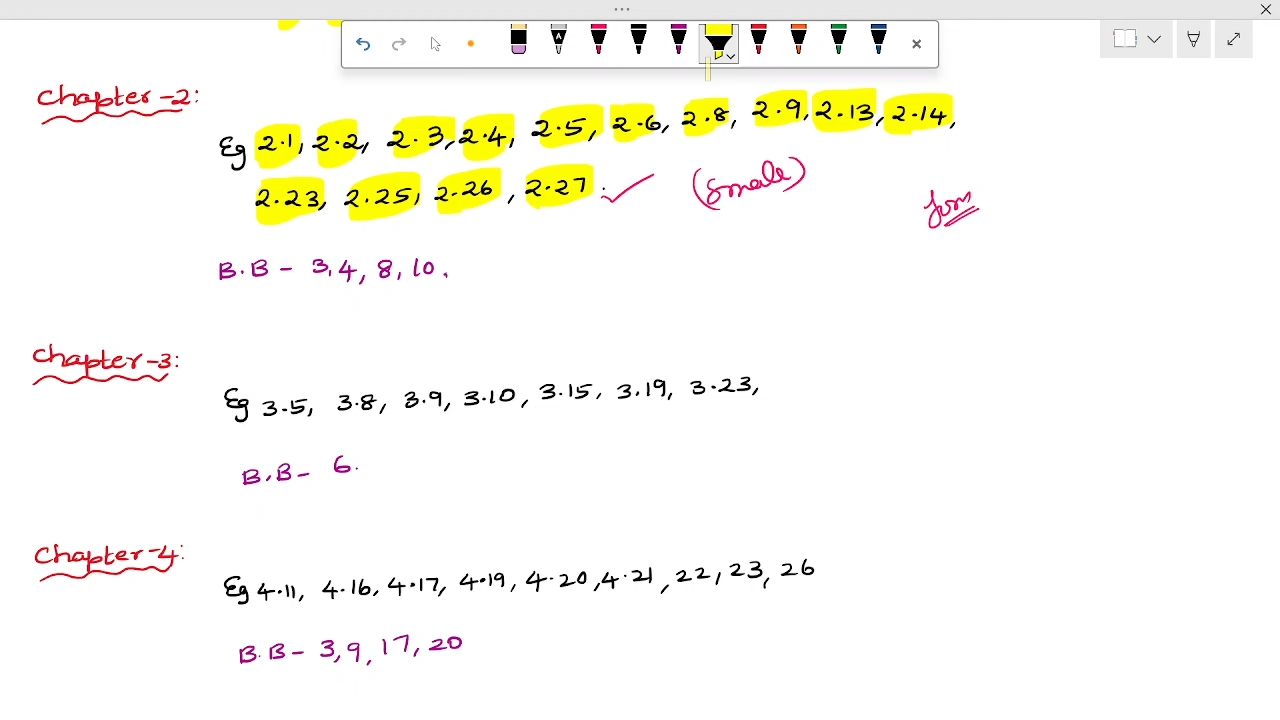 Chapter-2:
Eg 2.1, 2.2, 2.3, 2.4, 2.5, 2.6, 2.8, 2.9, 2.13, 2.14,
2.23, 2.25, 2.26, 2.27.
B.B - 3,4, 8, 10.
Chapter-3:
Eg 3.5, 3.8, 3.9, 3.10, 3.15, 3.19, 3.23,
B.B - 6.
Chapter-4:
Eg 4.11, 4.16, 4.17, 4.19, 4.20, 4.21, 22, 23, 26
B.B - 3, 9, 17, 20